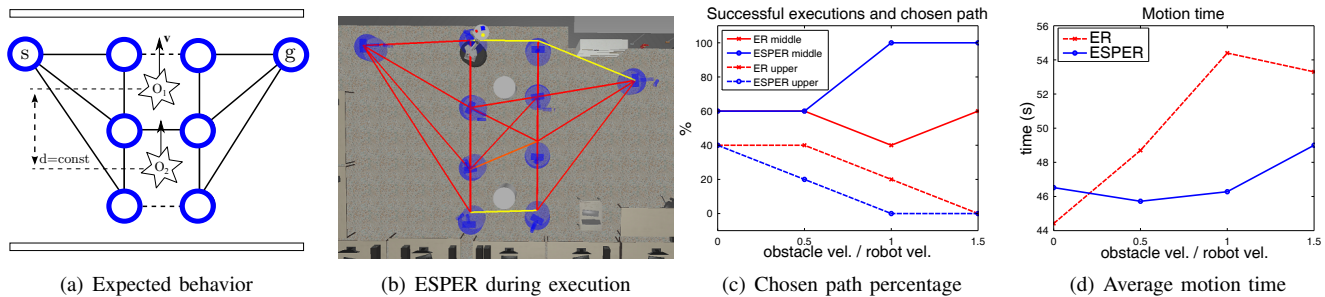 s
g
v
O1
O2
d=const
(a) Expected behavior
(b) ESPER during execution
Successful executions and chosen path
ER middle
ESPER middle
ER upper
ESPER upper
%
100
80
60
40
20
0
0 0.5 1 1.5
obstacle vel. / robot vel.
(c) Chosen path percentage
Motion time
ER
ESPER
time (s)
56
54
52
50
48
46
44
0 0.5 1 1.5
obstacle vel. / robot vel.
(d) Average motion time